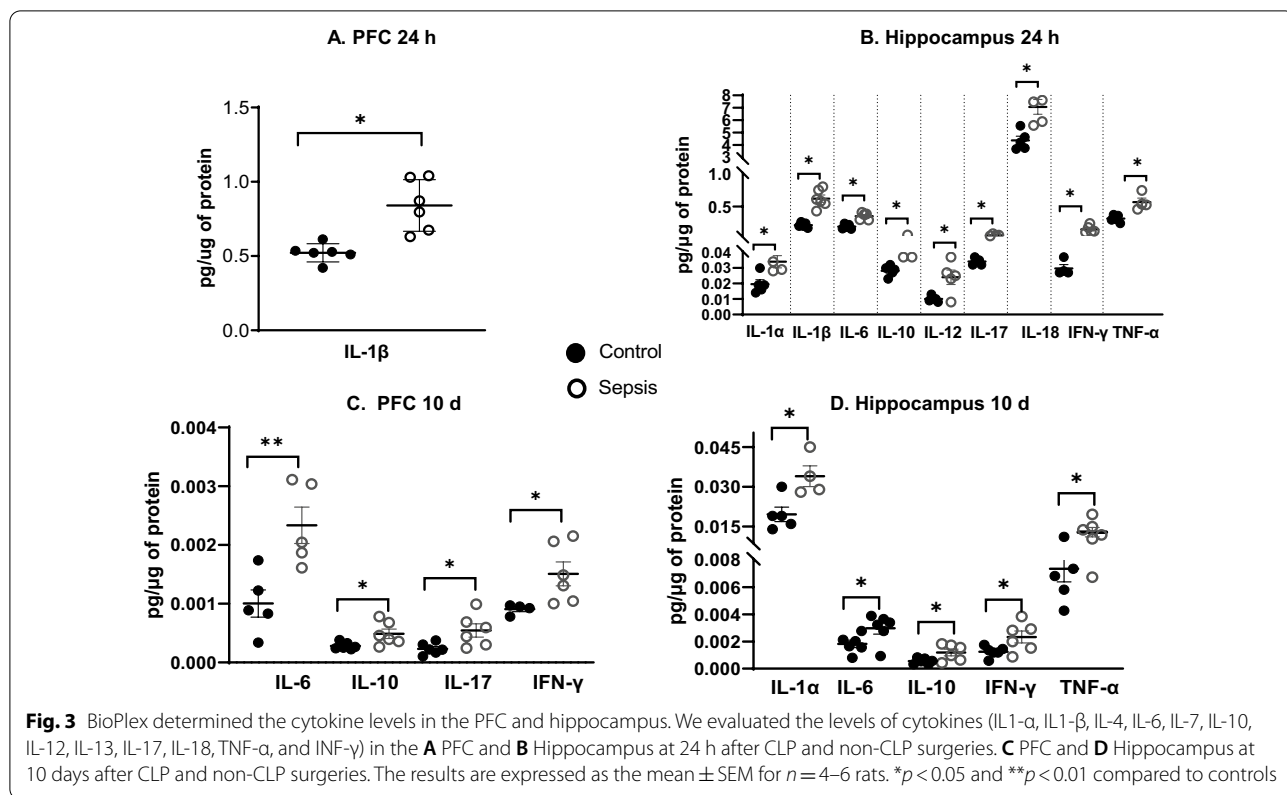 A. PFC 24 h
pg/ug of protein
1.5
1.0
0.5
0.0
*
IL-1β
B. Hippocampus 24 h
pg/µg of protein
8
7
6
5
4
3
1.0
0.5
0.04
0.03
0.02
0.01
0.00
* * * * * * * * *
IL-1α IL-1β IL-6 IL-10 IL-12 IL-17 IL-18 IFN-γ TNF-α
Control
Sepsis
C. PFC 10 d
pg/µg of protein
0.004
0.003
0.002
0.001
0.000
** * * *
IL-6 IL-10 IL-17 IFN-γ
D. Hippocampus 10 d
pg/µg of protein
0.045
0.030
0.015
0.008
0.006
0.004
0.002
0.000
* * * * *
IL-1α IL-6 IL-10 IFN-γ TNF-α
Fig. 3 BioPlex determined the cytokine levels in the PFC and hippocampus. We evaluated the levels of cytokines (IL1-α, IL1-β, IL-4, IL-6, IL-7, IL-10,
IL-12, IL-13, IL-17, IL-18, TNF-α, and INF-γ) in the A PFC and B Hippocampus at 24 h after CLP and non-CLP surgeries. C PFC and D Hippocampus at
10 days after CLP and non-CLP surgeries. The results are expressed as the mean ± SEM for n = 4–6 rats. *p < 0.05 and **p < 0.01 compared to controls